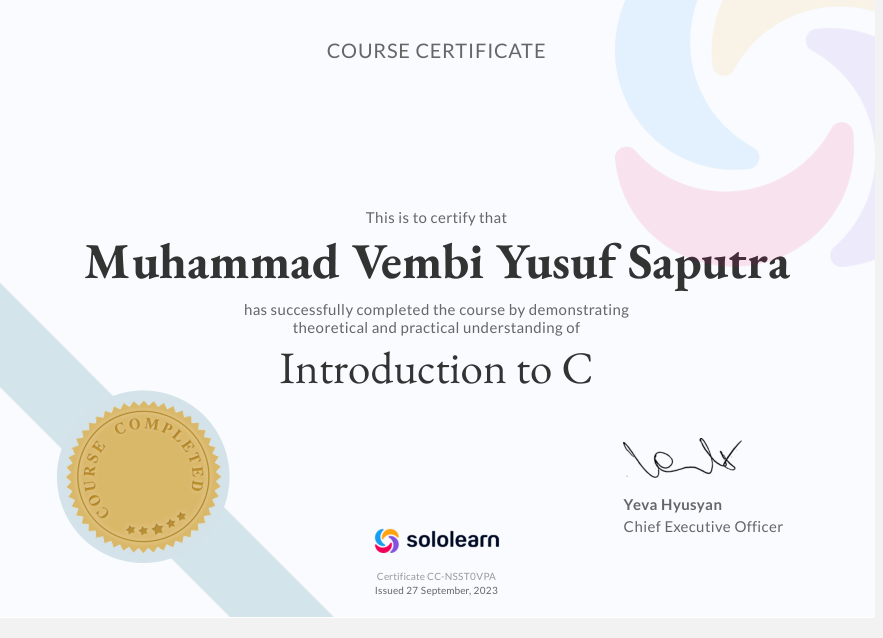 COURSE CERTIFICATE
This is to certify that
Muhammad Vembi Yusuf Saputra
has successfully completed the course by demonstrating
theoretical and practical understanding of
Introduction to C
COURSE COMPLETED
Yeva Hyusyan
Chief Executive Officer
sololearn
Certificate CC-NSST0VPA
Issued 27 September, 2023